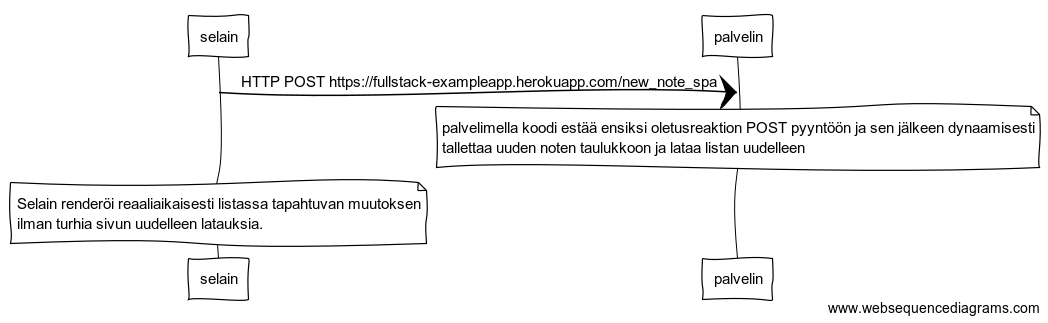 selain
palvelin
HTTP POST https://fullstack-exampleapp.herokuapp.com/new_note_spa
palvelimella koodi estää ensiksi oletusreaktion POST pyyntöön ja sen jälkeen dynaamisesti
tallettaa uuden noten taulukkoon ja lataa listan uudelleen
Selain renderöi reaaliaikaisesti listassa tapahtuvan muutoksen
ilman turhia sivun uudelleen latauksia.
selain
palvelin
www.websequencediagrams.com